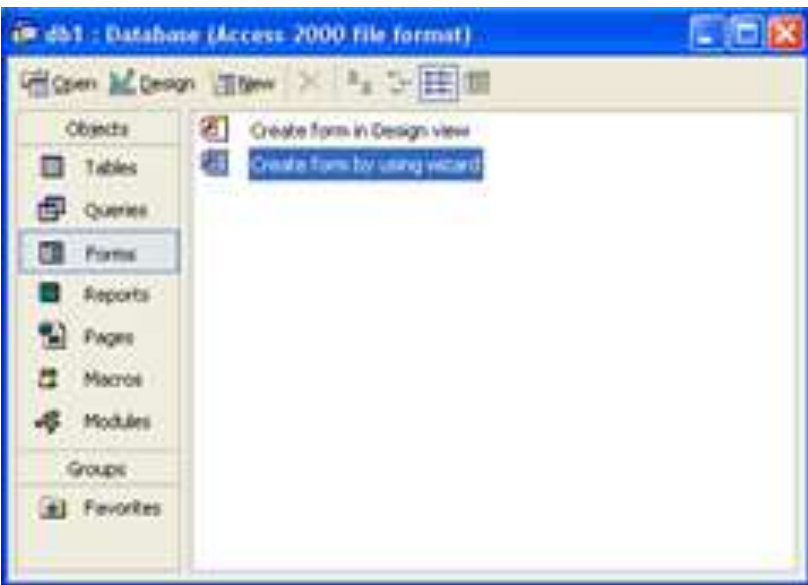 db1 : Database (Access 2000 file format)
Open Design New
Objects
Tables
Queries
Forms
Reports
Pages
Macros
Modules
Groups
Favorites
Create form in Design view
Create form by using wizard